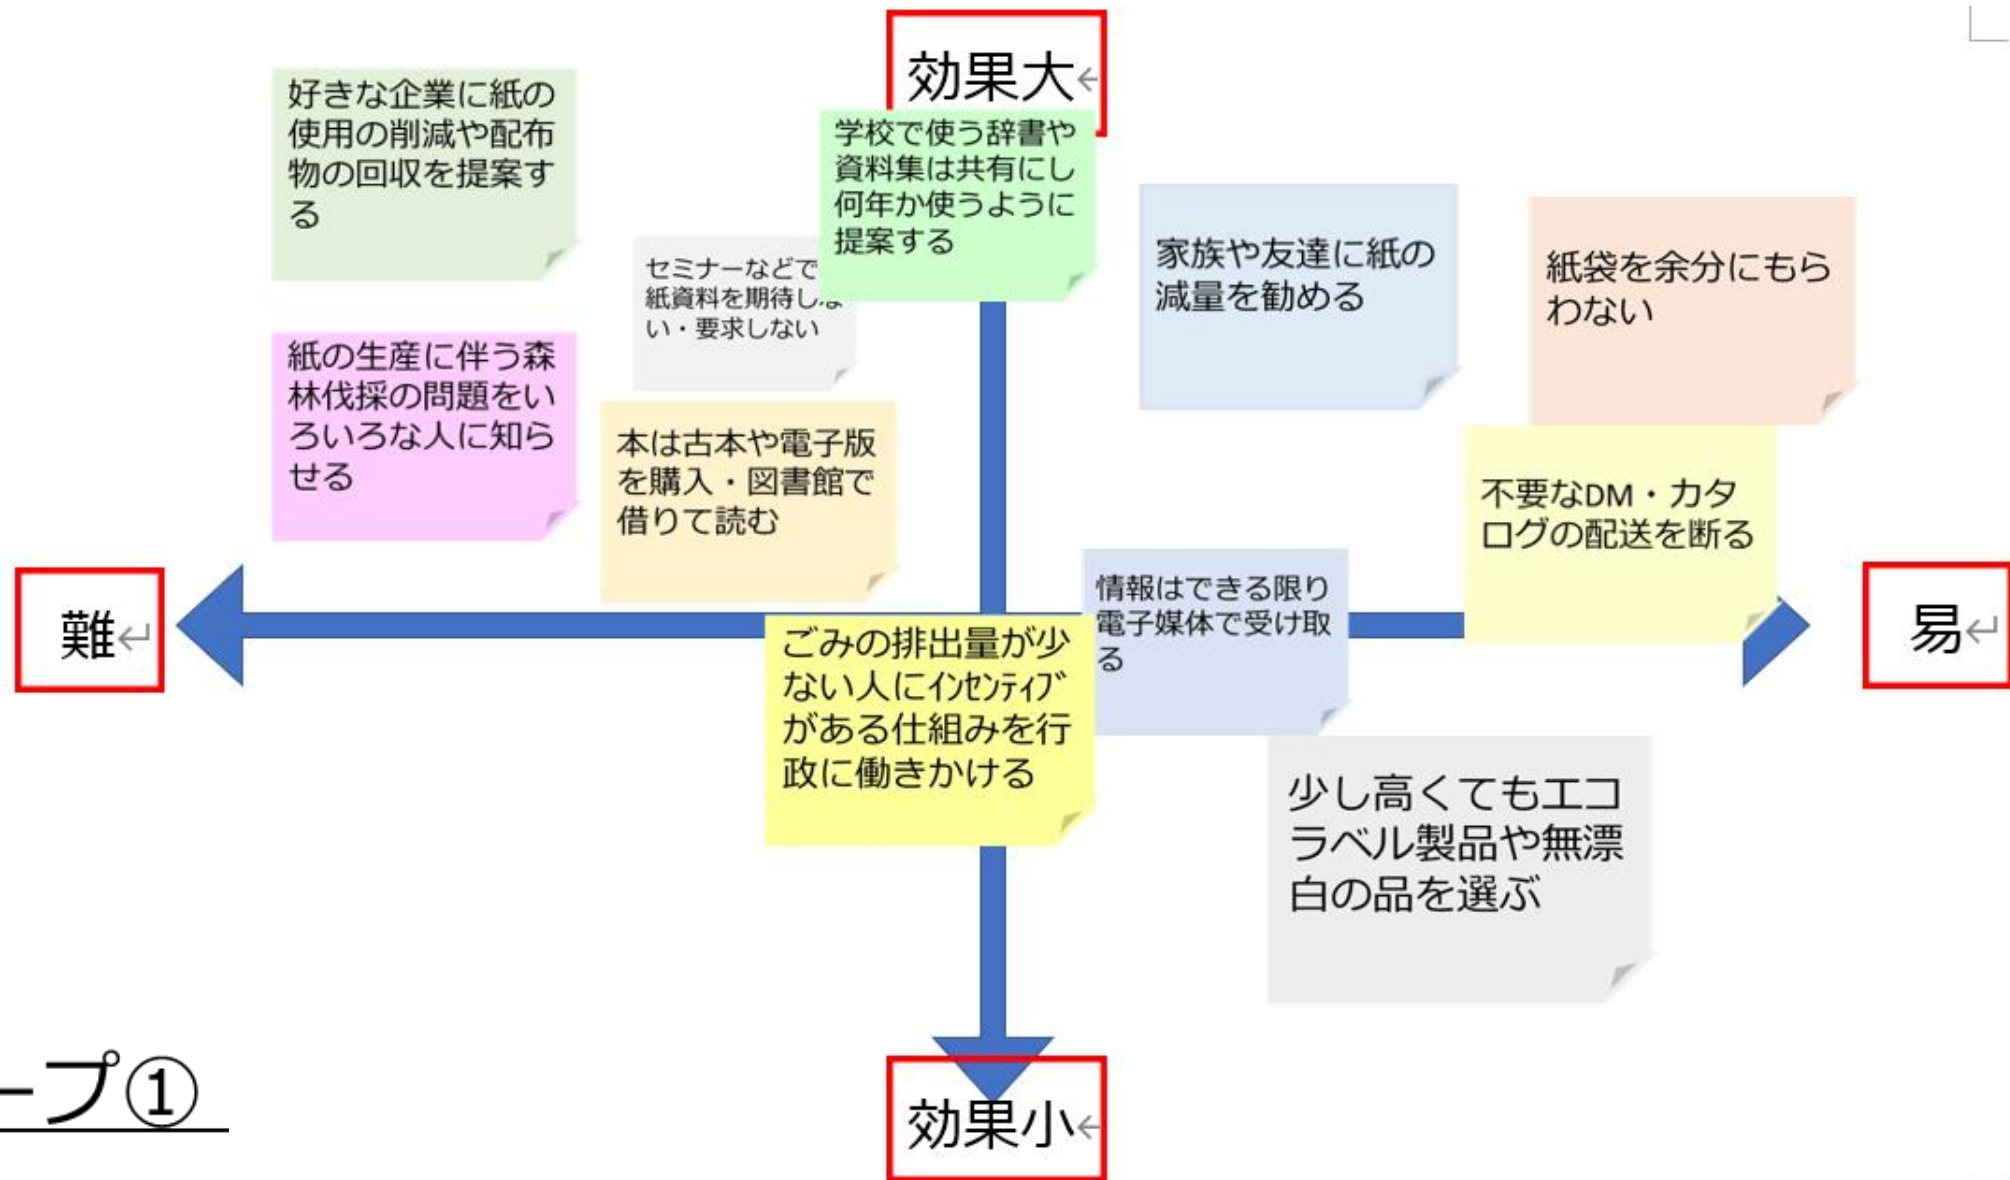 効果大
好きな企業に紙の
使用の削減や配布
物の回収を提案す
る
学校で使う辞書や
資料集は共有にし
何年か使うように
提案する
セミナーなどで
紙資料を期待しな
い・要求しない
家族や友達に紙の
減量を勧める
紙袋を余分にもら
わない
紙の生産に伴う森
林伐採の問題をい
ろいろな人に知ら
せる
本は古本や電子版
を購入・図書館で
借りて読む
不要なDM・カタ
ログの配送を断る
難
情報はできる限り
電子媒体で受け取
る
易
ごみの排出量が少
ない人にｲﾝｾﾝﾃｨﾌﾞ
がある仕組みを行
政に働きかける
少し高くてもエコ
ラベル製品や無漂
白の品を選ぶ
ープ①
効果小